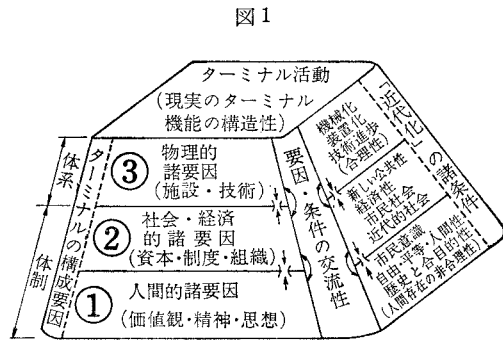 図1
ターミナル活動
(現実のターミナル
機能の構造性)
体系
体制
ターミナルの構成要因
③ 物理的
諸要因
(施設・技術)
② 社会・経済
的諸要因
(資本・制度・組織)
① 人間的諸要因
(価値観・精神・思想)
要因・条件の交流性
機械化
装置化
技術進歩
(合理性)
新しい公共性
経済性
市民社会
近代的社会
市民意識
自由・平等・人間性
歴史と合目的性
(人間存在の非合理性)
「近代化」の諸条件